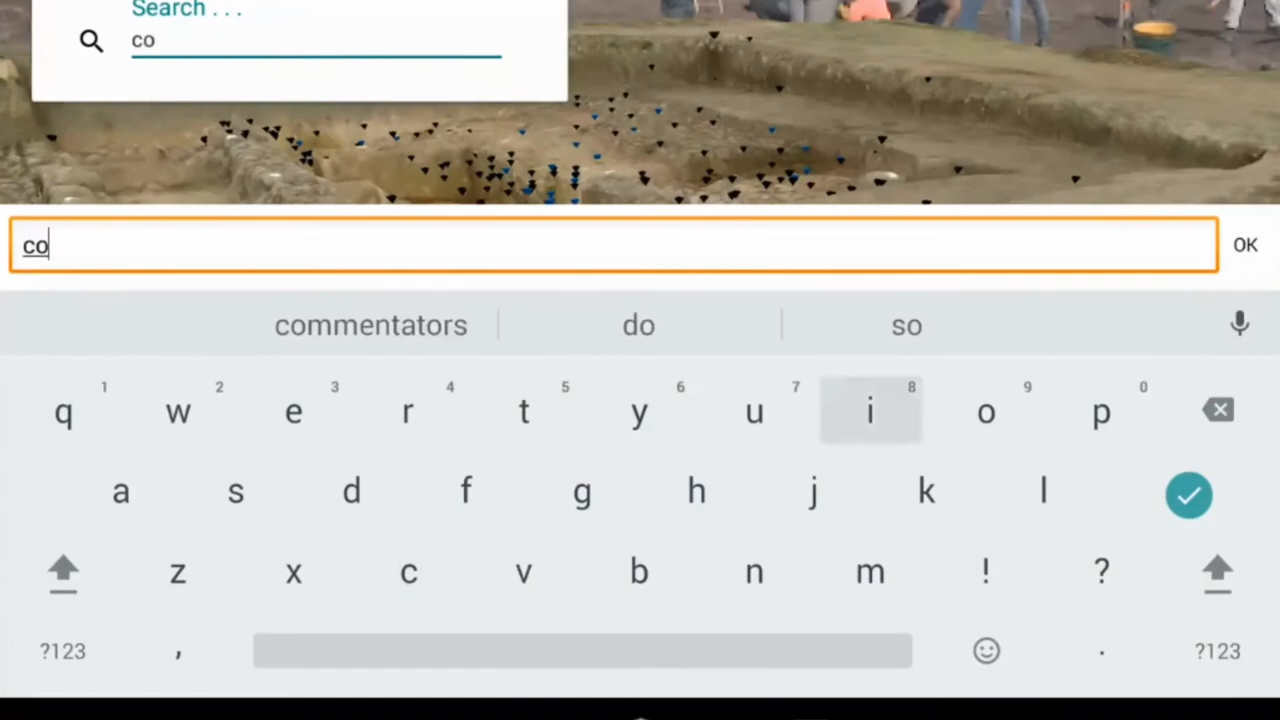 Search . . .
co
co OK
commentators do so
1 2 3 4 5 6 7 8 9 0
q w e r t y u i o p
a s d f g h j k l
z x c v b n m ! ?
?123 , . ?123